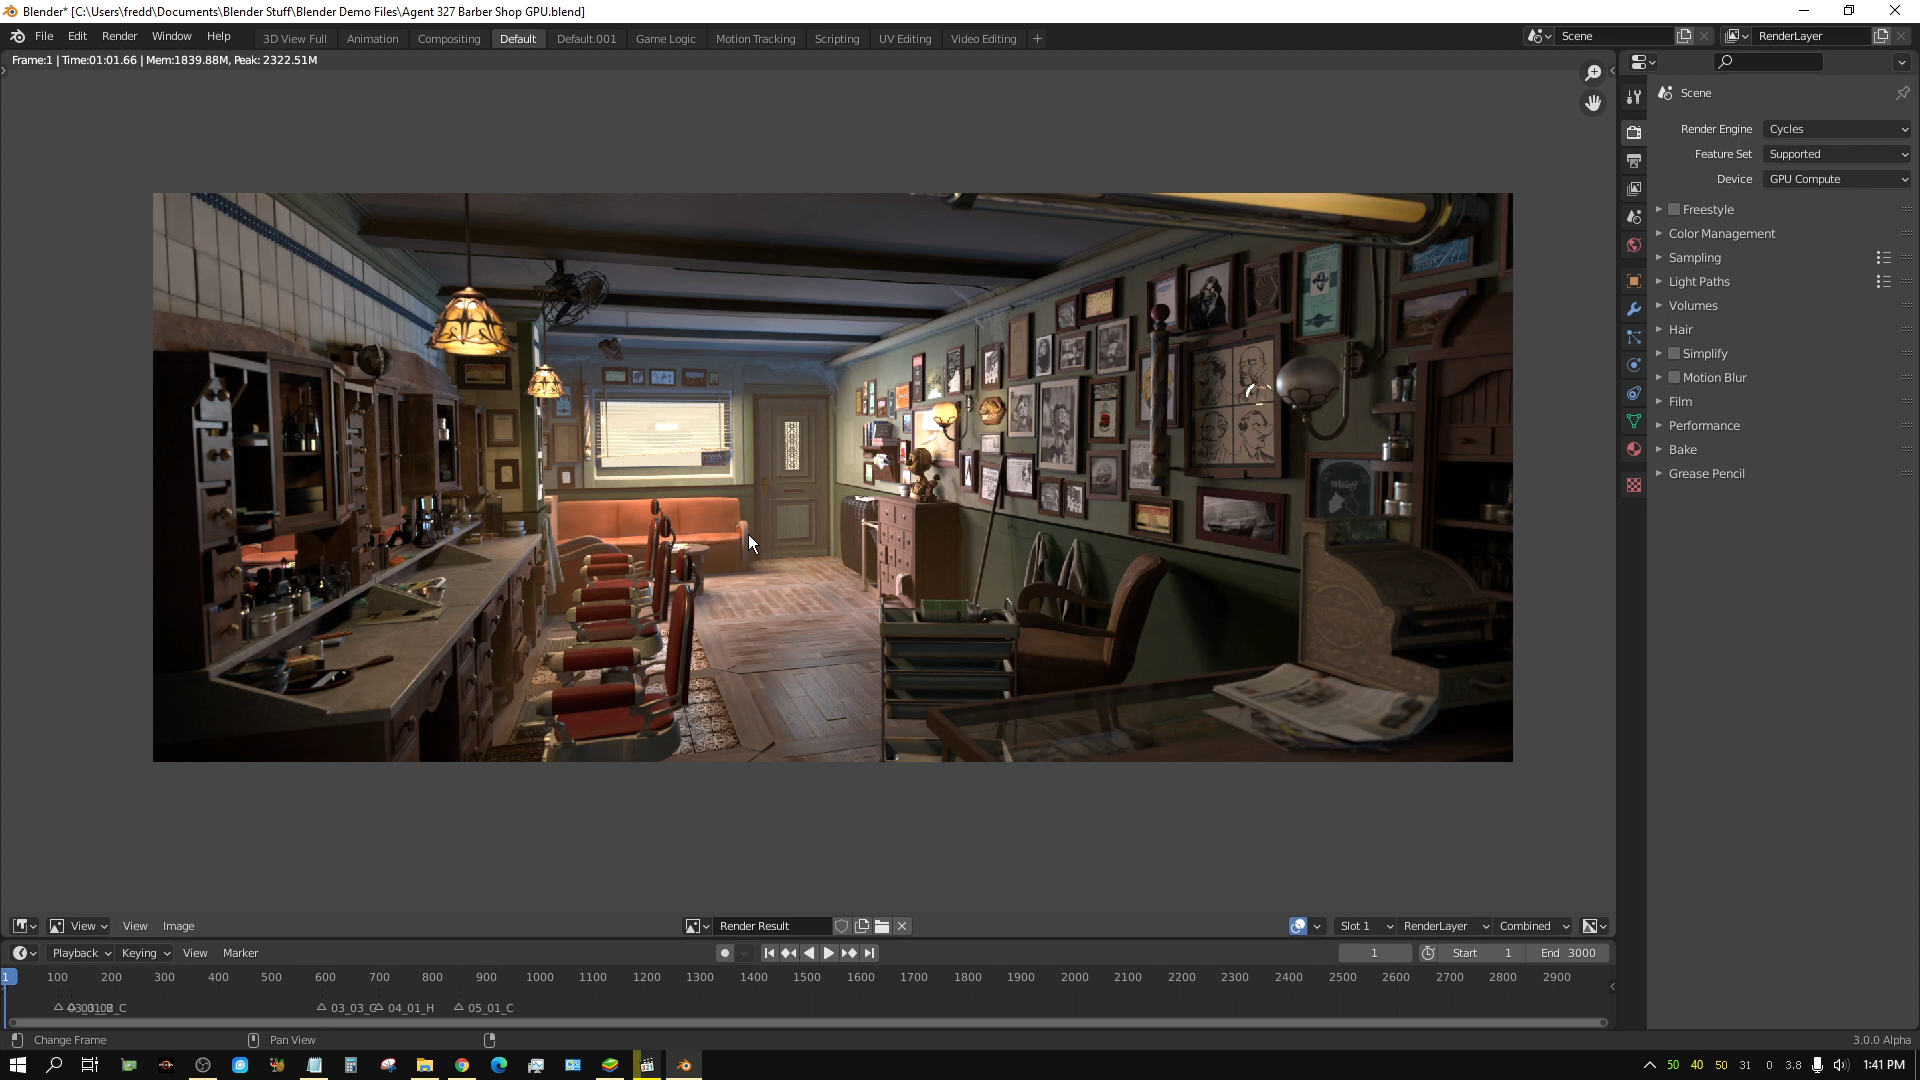 Blender* [C:\Users\fredd\Documents\Blender Stuff\Blender Demo Files\Agent 327 Barber Shop GPU.blend]
File Edit Render Window Help 3D View Full Animation Compositing Default Default.001 Game Logic Motion Tracking Scripting UV Editing Video Editing Scene RenderLayer
Frame:1 | Time:01:01.66 | Mem:1839.88M, Peak: 2322.51M
Scene
Render Engine Cycles
Feature Set Supported
Device GPU Compute
Freestyle
Color Management
Sampling
Light Paths
Volumes
Hair
Simplify
Motion Blur
Film
Performance
Bake
Grease Pencil
View View Image Render Result Slot 1 RenderLayer Combined
Playback Keying View Marker 1 Start 1 End 3000
1 100 200 300 400 500 600 700 800 900 1000 1100 1200 1300 1400 1500 1600 1700 1800 1900 2000 2100 2200 2300 2400 2500 2600 2700 2800 2900
03_03_C 04_01_H 05_01_C
Change Frame Pan View 3.0.0 Alpha
50 40 50 31 0 3.8 1:41 PM